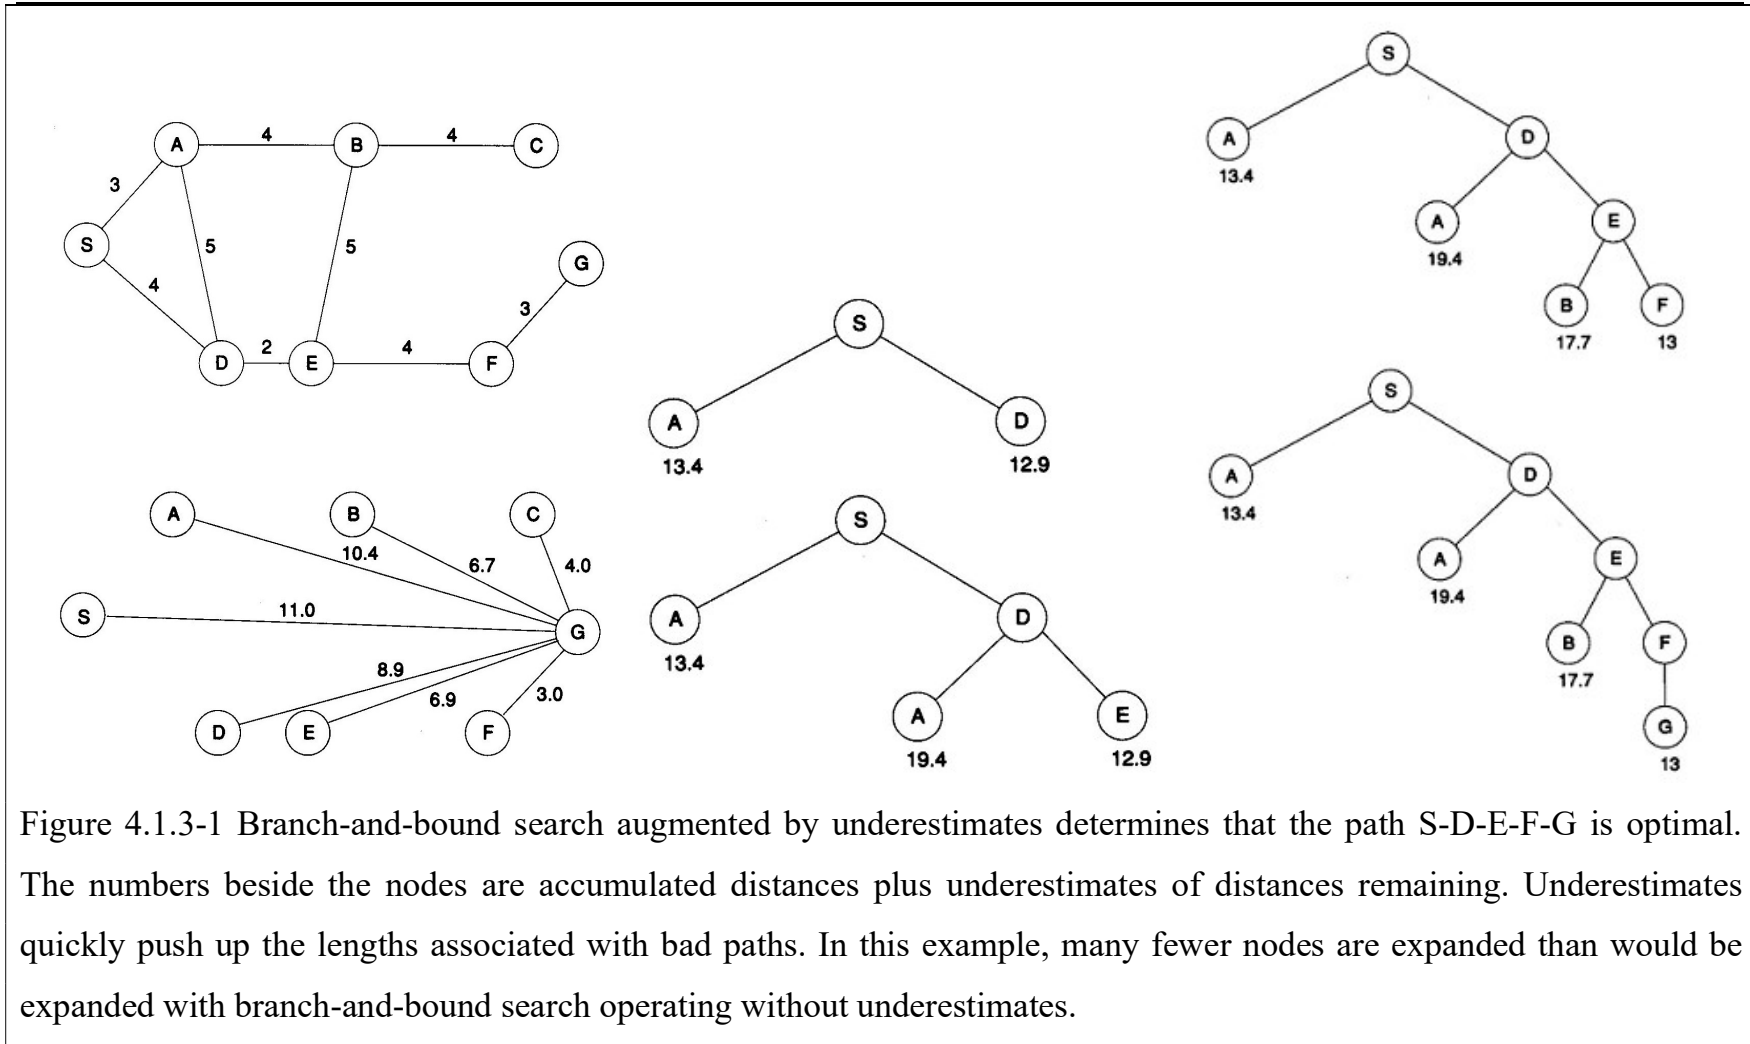 A 4 B 4 C
3
S 5 5 G
4 3
D 2 E 4 F
A B C
10.4 6.7 4.0
S 11.0 G
8.9
6.9 3.0
D E F
S
A D
13.4 12.9
S
A D
13.4
A E
19.4 12.9
S
A D
13.4
A E
19.4
B F
17.7 13
S
A D
13.4
A E
19.4
B F
17.7
G
13
Figure 4.1.3-1 Branch-and-bound search augmented by underestimates determines that the path S-D-E-F-G is optimal.
The numbers beside the nodes are accumulated distances plus underestimates of distances remaining. Underestimates
quickly push up the lengths associated with bad paths. In this example, many fewer nodes are expanded than would be
expanded with branch-and-bound search operating without underestimates.